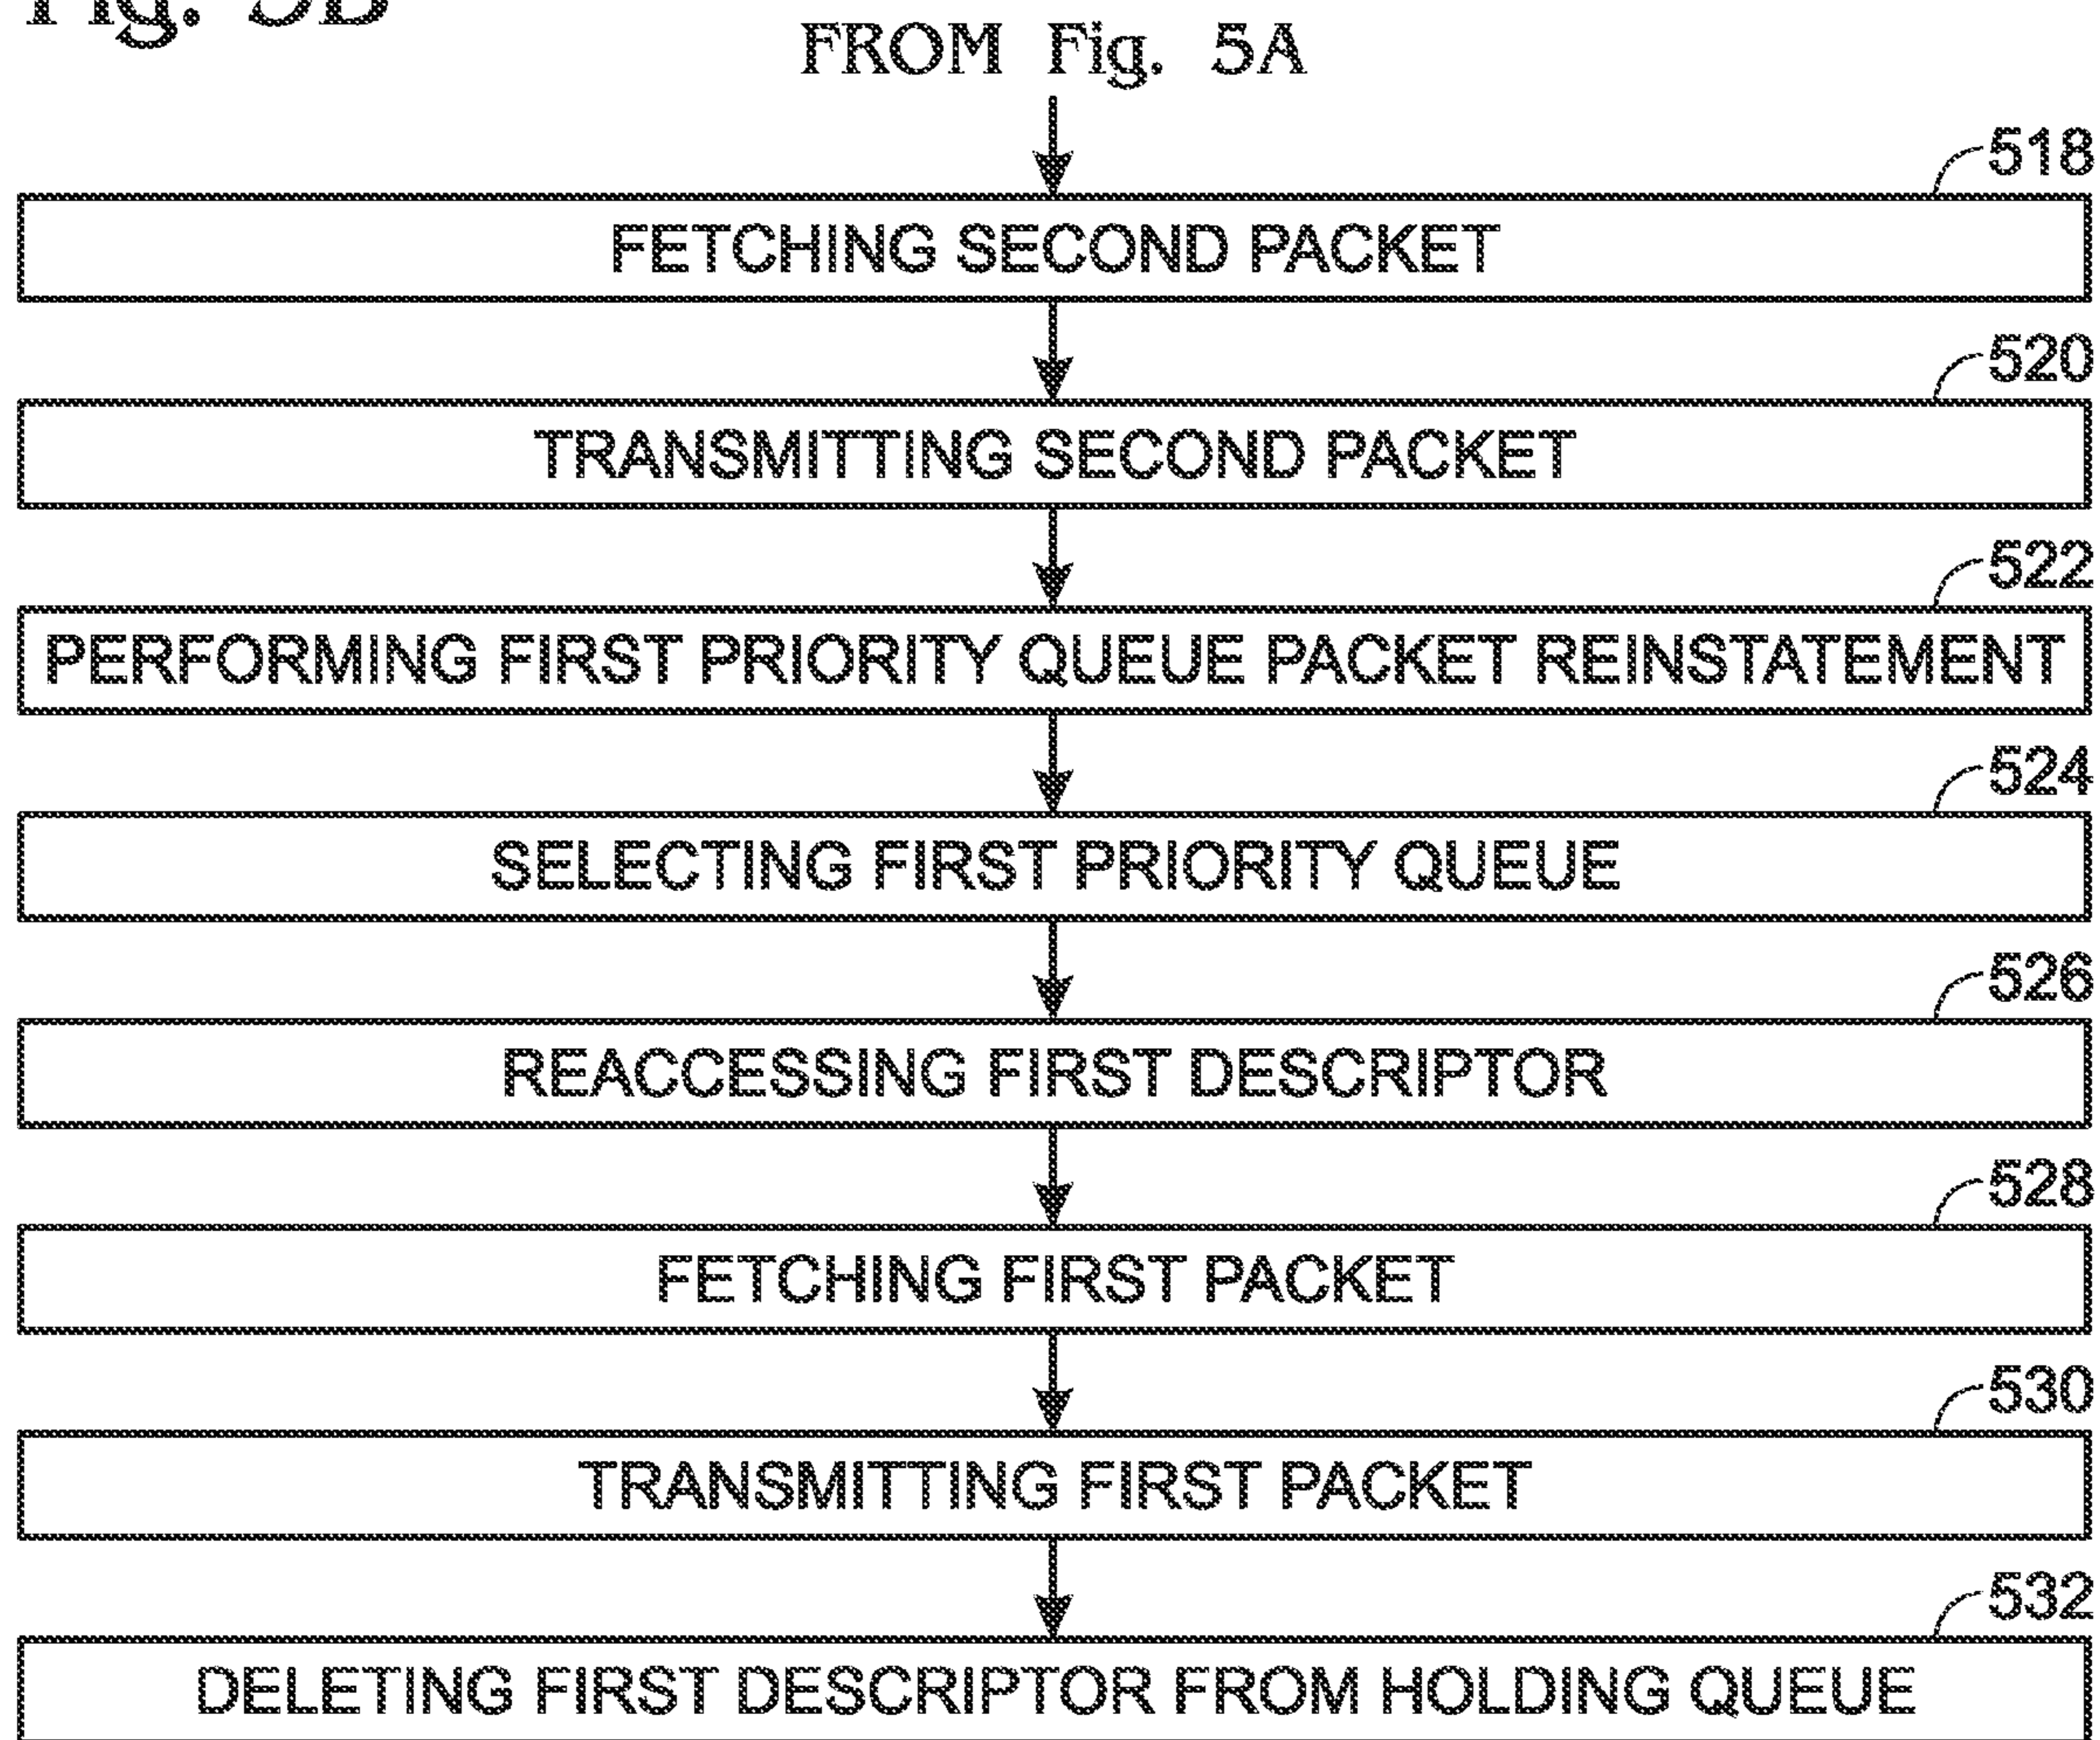 Fig. 5B
FROM Fig. 5A
518
FETCHING SECOND PACKET
520
TRANSMITTING SECOND PACKET
522
PERFORMING FIRST PRIORITY QUEUE PACKET REINSTATEMENT
524
SELECTING FIRST PRIORITY QUEUE
526
REACCESSING FIRST DESCRIPTOR
528
FETCHING FIRST PACKET
530
TRANSMITTING FIRST PACKET
532
DELETING FIRST DESCRIPTOR FROM HOLDING QUEUE